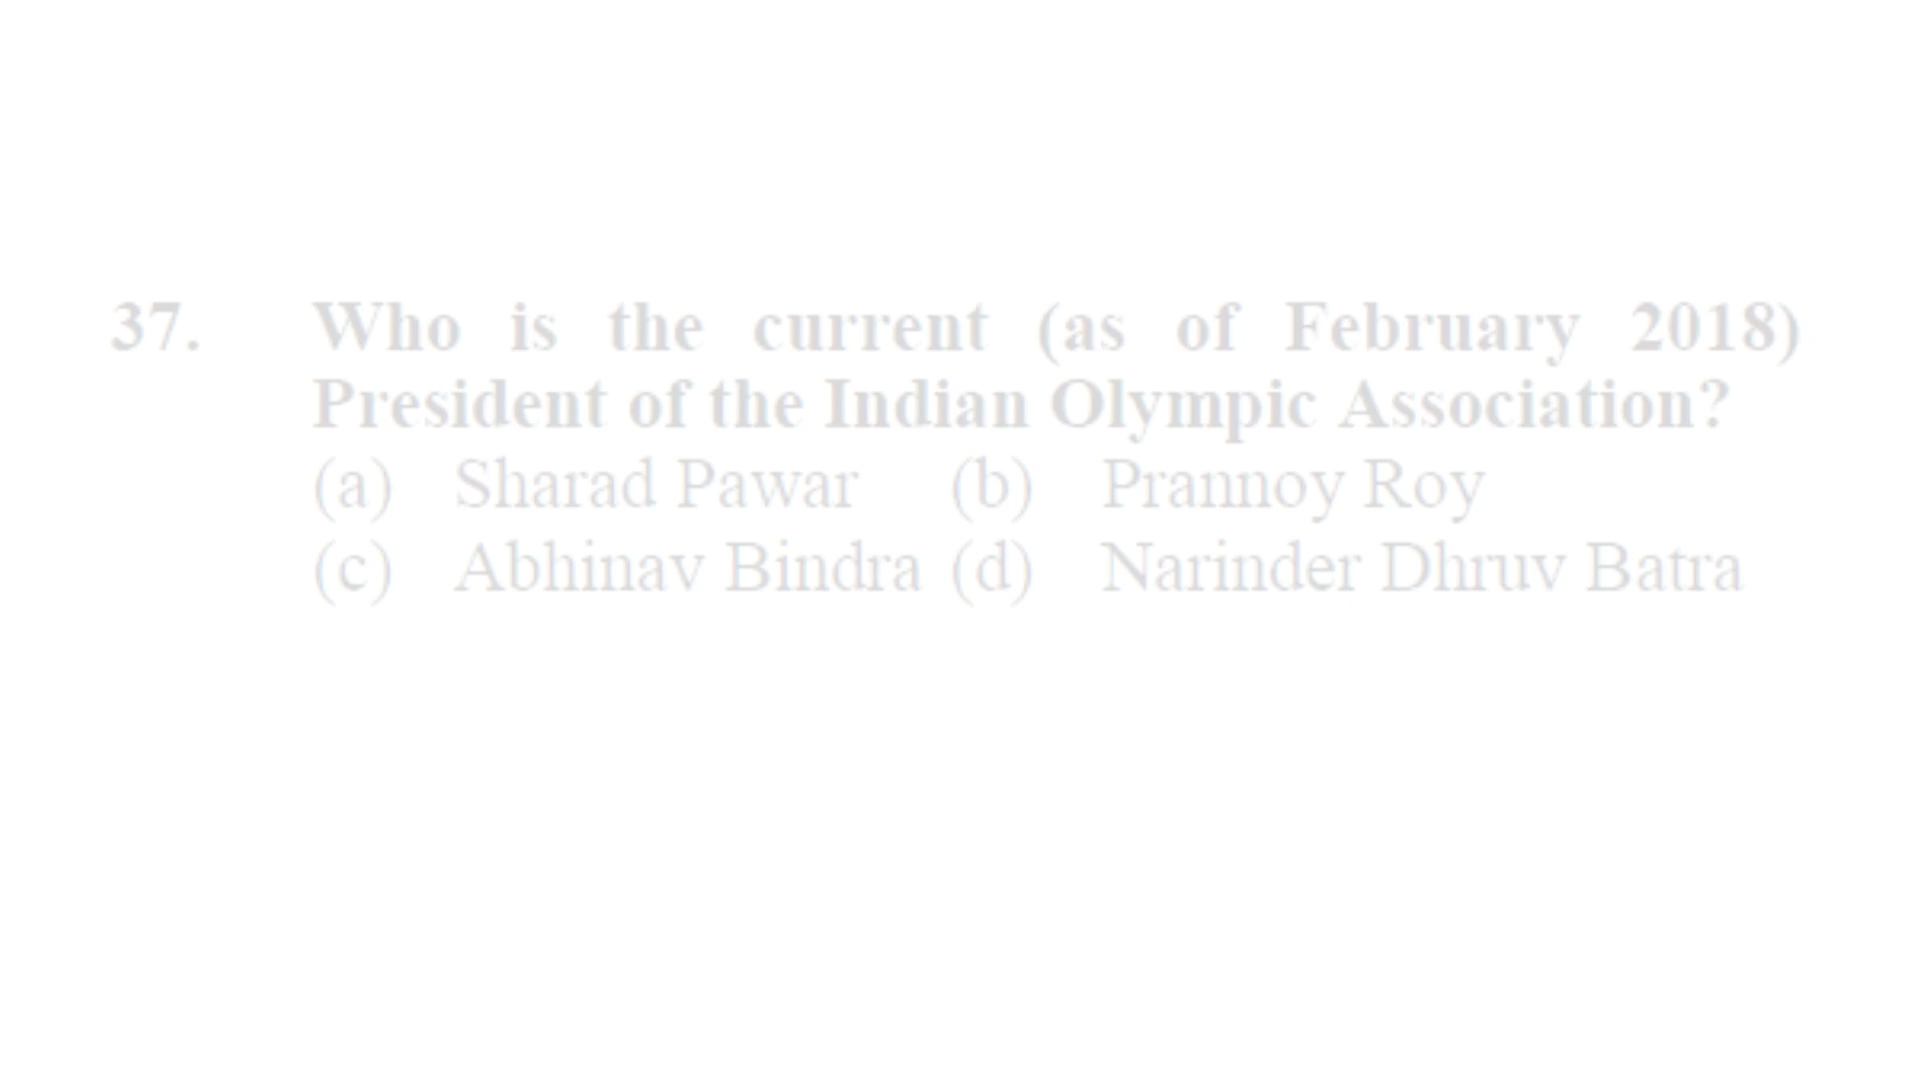 37. Who is the current (as of February 2018)
President of the Indian Olympic Association?
(a) Sharad Pawar (b) Prannoy Roy
(c) Abhinav Bindra (d) Narinder Dhruv Batra